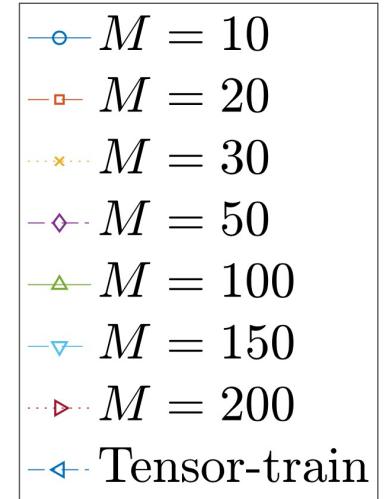 M = 10
M = 20
M = 30
M = 50
M = 100
M = 150
M = 200
Tensor-train